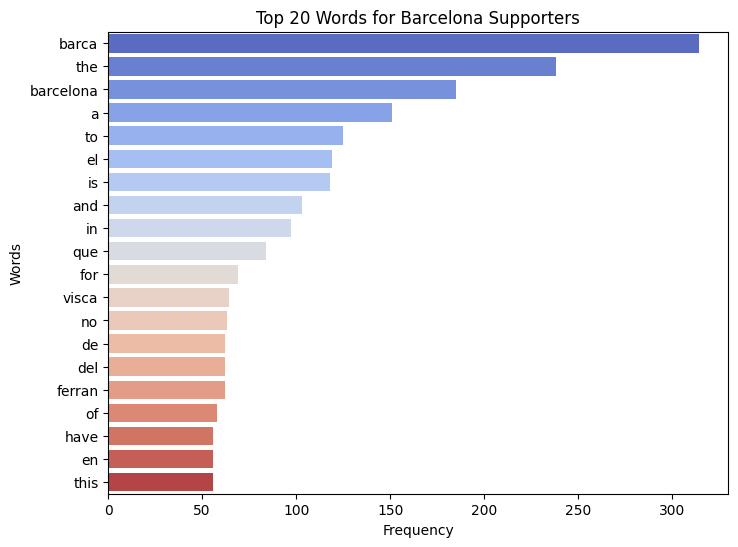 Top 20 Words for Barcelona Supporters
barca
the
barcelona
a
to
el
is
and
in
que
for
visca
no
de
del
ferran
of
have
en
this
Words
0 50 100 150 200 250 300
Frequency